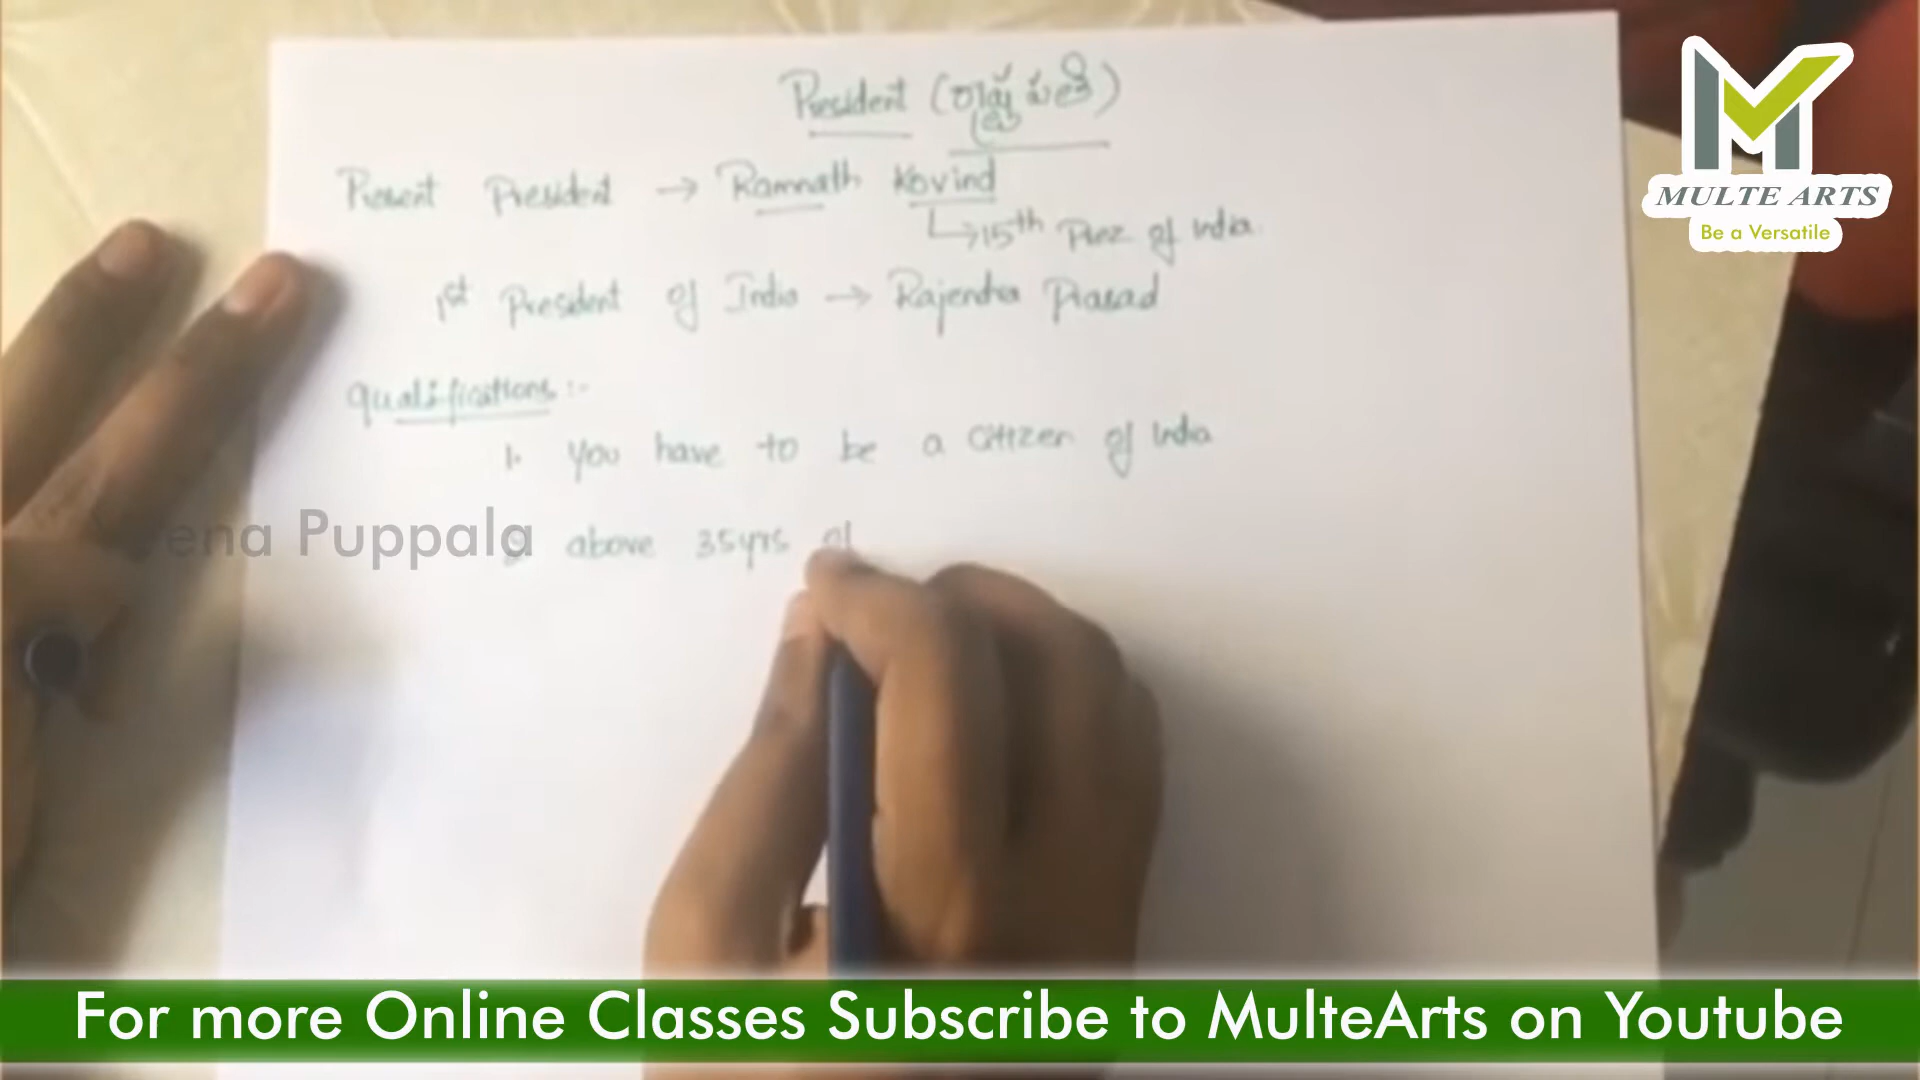 President (రాష్ట్రపతి)
Present President → Ramnath Kovind
↳ 15th Prez of India
1st President of India → Rajendra Prasad
Qualifications :-
1. You have to be a citizen of India
above 35yrs of
ena Puppala
MULTE ARTS
Be a Versatile
For more Online Classes Subscribe to MulteArts on Youtube